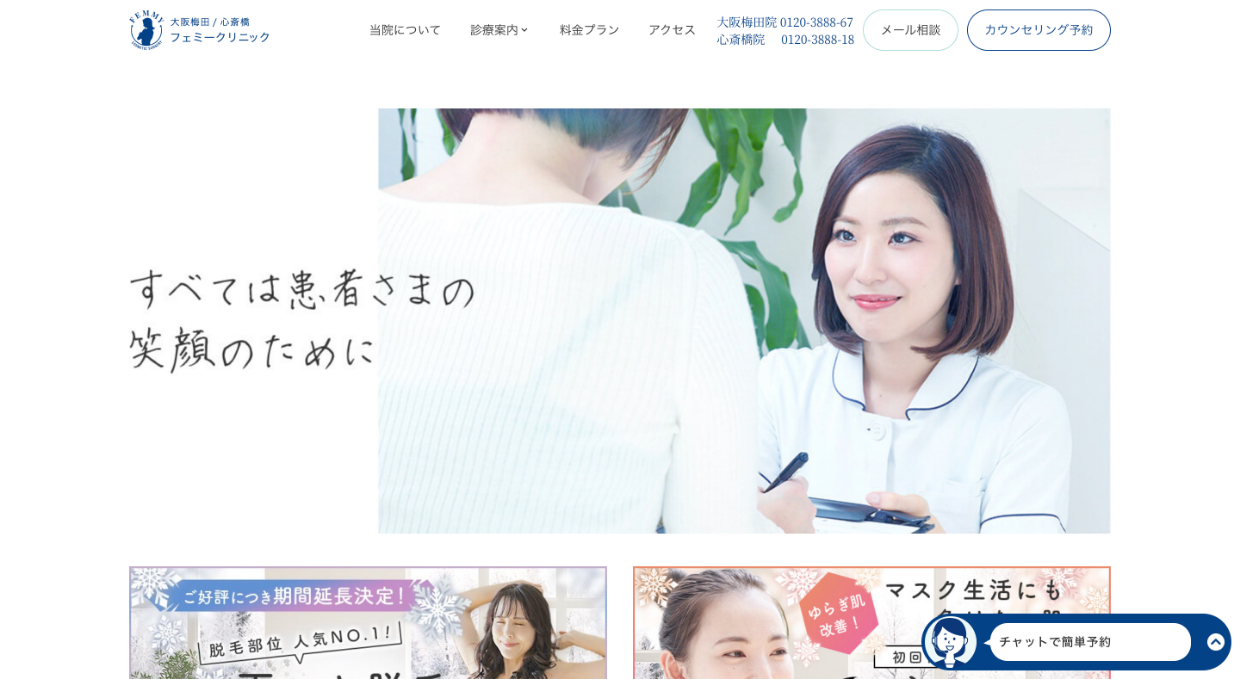 FEMMY
大阪梅田 / 心斎橋
フェミークリニック
当院について
診療案内
料金プラン
アクセス
大阪梅田院 0120-3888-67
心斎橋院 0120-3888-18
メール相談
カウンセリング予約
すべては患者さまの
笑顔のために
ご好評につき期間延長決定!
脱毛部位 人気NO.1!
マスク生活にも
ゆらぎ肌
改善!
初回
チャットで簡単予約